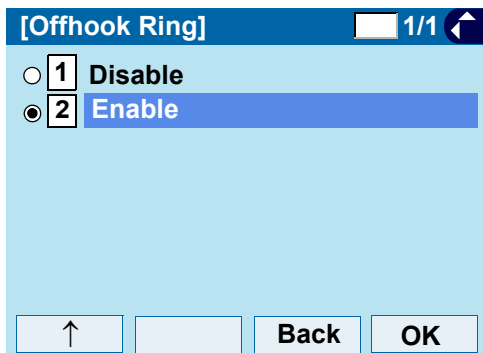 [Offhook Ring] 1/1
1 Disable
2 Enable
↑ Back OK